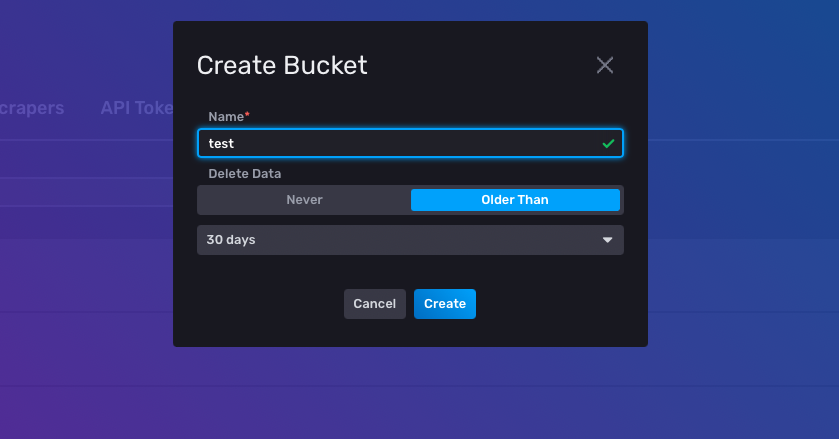 Create Bucket
crapers API Toke
Name*
test
Delete Data
Never Older Than
30 days
Cancel Create